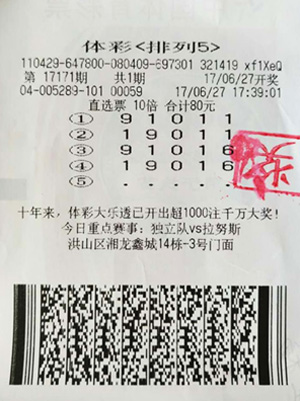 体彩<排列5>
110429-647800-080409-697301 321419 xf1XeQ
第 17171期 共1期 17/06/27开奖
04-005289-101 00059 17/06/27 17:39:01
直选票 10倍 合计80元
① 9 1 0 1 1
② 1 9 0 1 1
③ 9 1 0 1 6
④ 1 9 0 1 6
⑤ . . . . .
十年来，体彩大乐透已开出超1000注千万大奖！
今日重点赛事：独立队vs拉努斯
洪山区湘龙鑫城14栋-3号门面